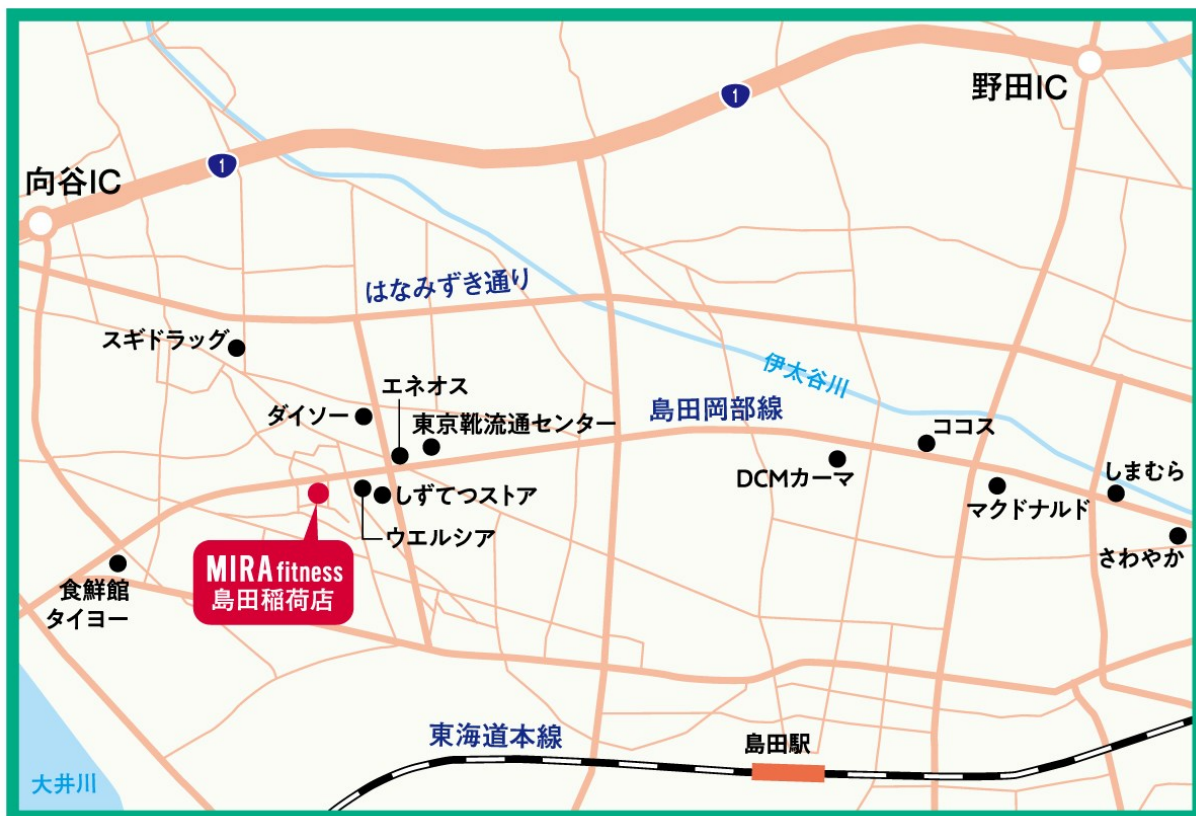 野田IC
1
1
向谷IC
はなみずき通り
スギドラッグ
伊太谷川
エネオス
ダイソー
島田岡部線
東京靴流通センター
ココス
DCMカーマ
しまむら
しずてつストア
マクドナルド
ウエルシア
さわやか
MIRA fitness
島田稲荷店
食鮮館
タイヨー
東海道本線
島田駅
大井川